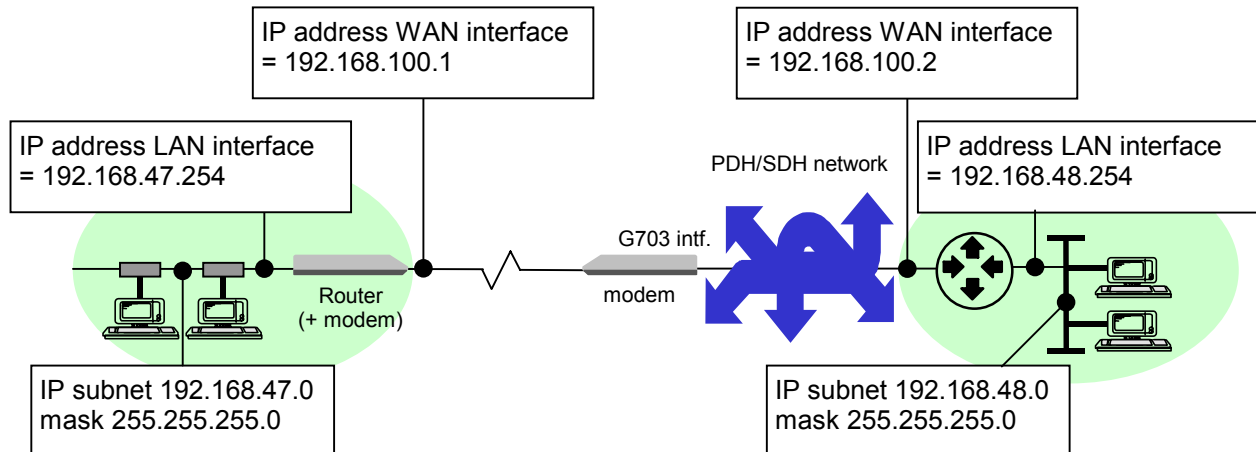 IP address WAN interface
= 192.168.100.1
IP address WAN interface
= 192.168.100.2
IP address LAN interface
= 192.168.47.254
PDH/SDH network
IP address LAN interface
= 192.168.48.254
G703 intf.
Router
(+ modem)
modem
IP subnet 192.168.47.0
mask 255.255.255.0
IP subnet 192.168.48.0
mask 255.255.255.0